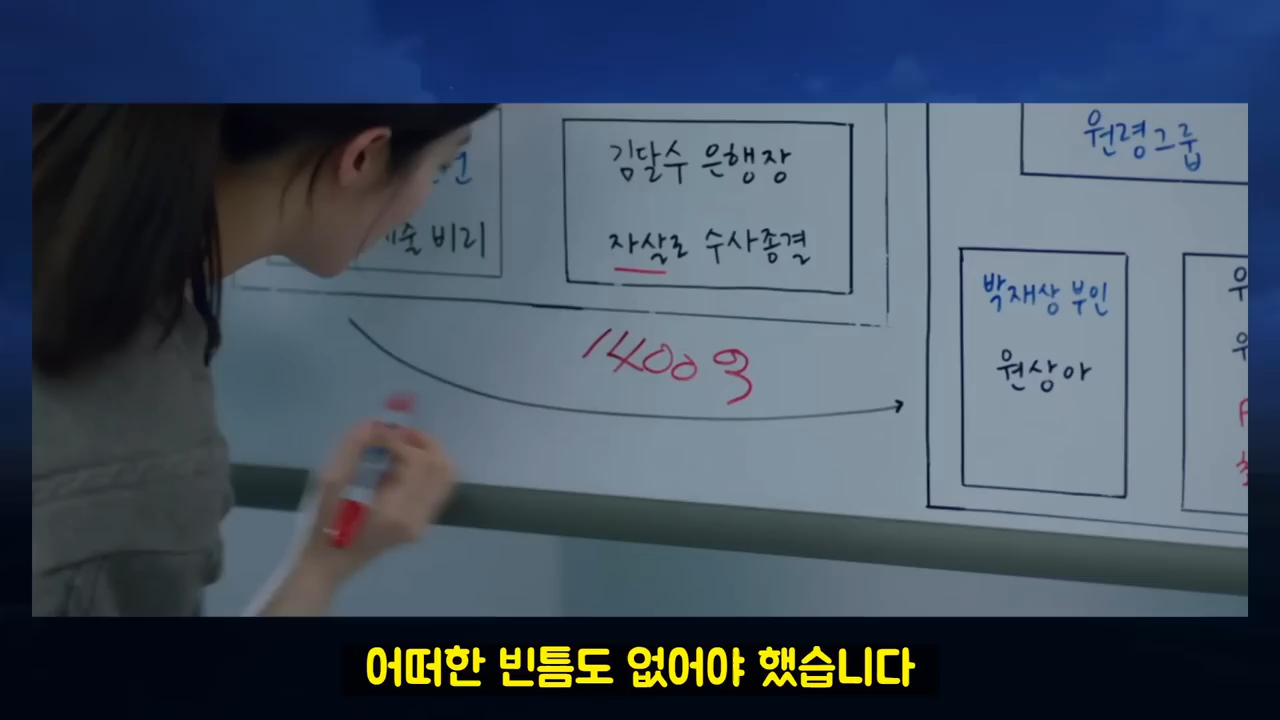 비리
김달수 은행장
자살로 수사종결
1400억
원령그룹
박재상 부인
원상아
어떠한 빈틈도 없어야 했습니다